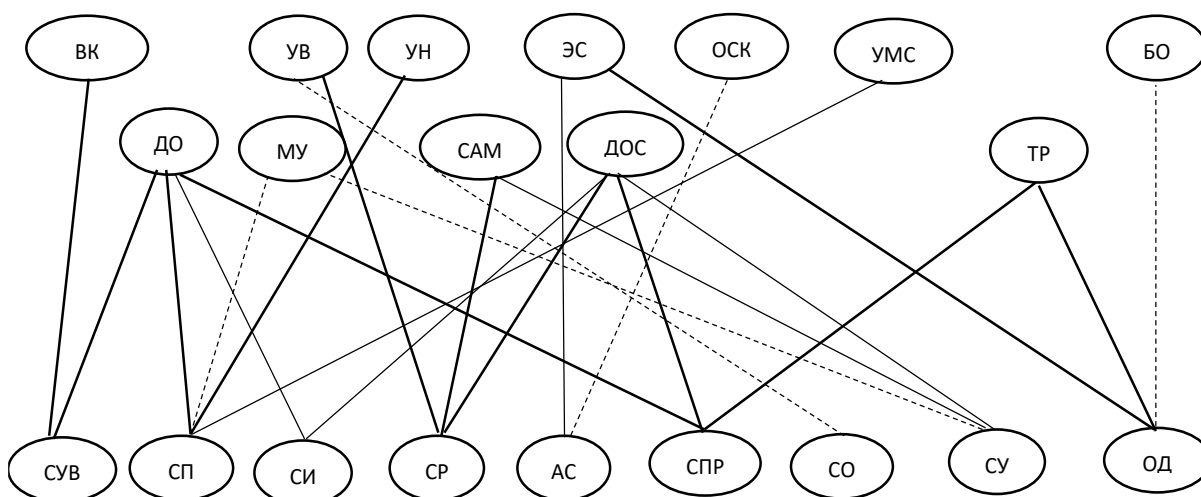 ВК УВ УН ЭС ОСК УМС БО
ДО МУ САМ ДОС ТР
СУВ СП СИ СР АС СПР СО СУ ОД